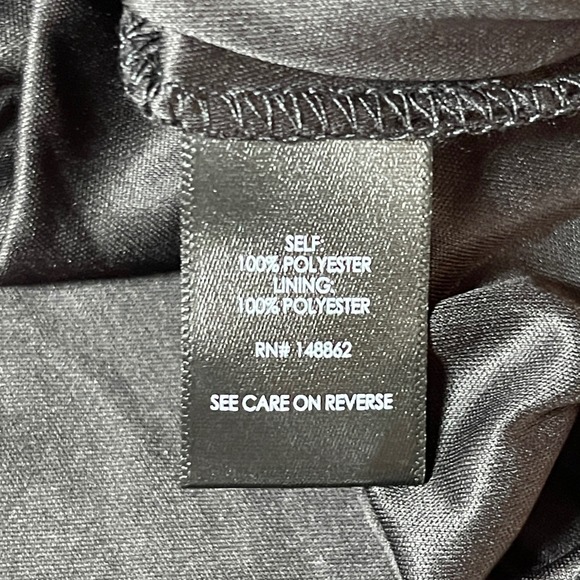 SELF:
100% POLYESTER
LINING:
100% POLYESTER
RN# 148862
SEE CARE ON REVERSE